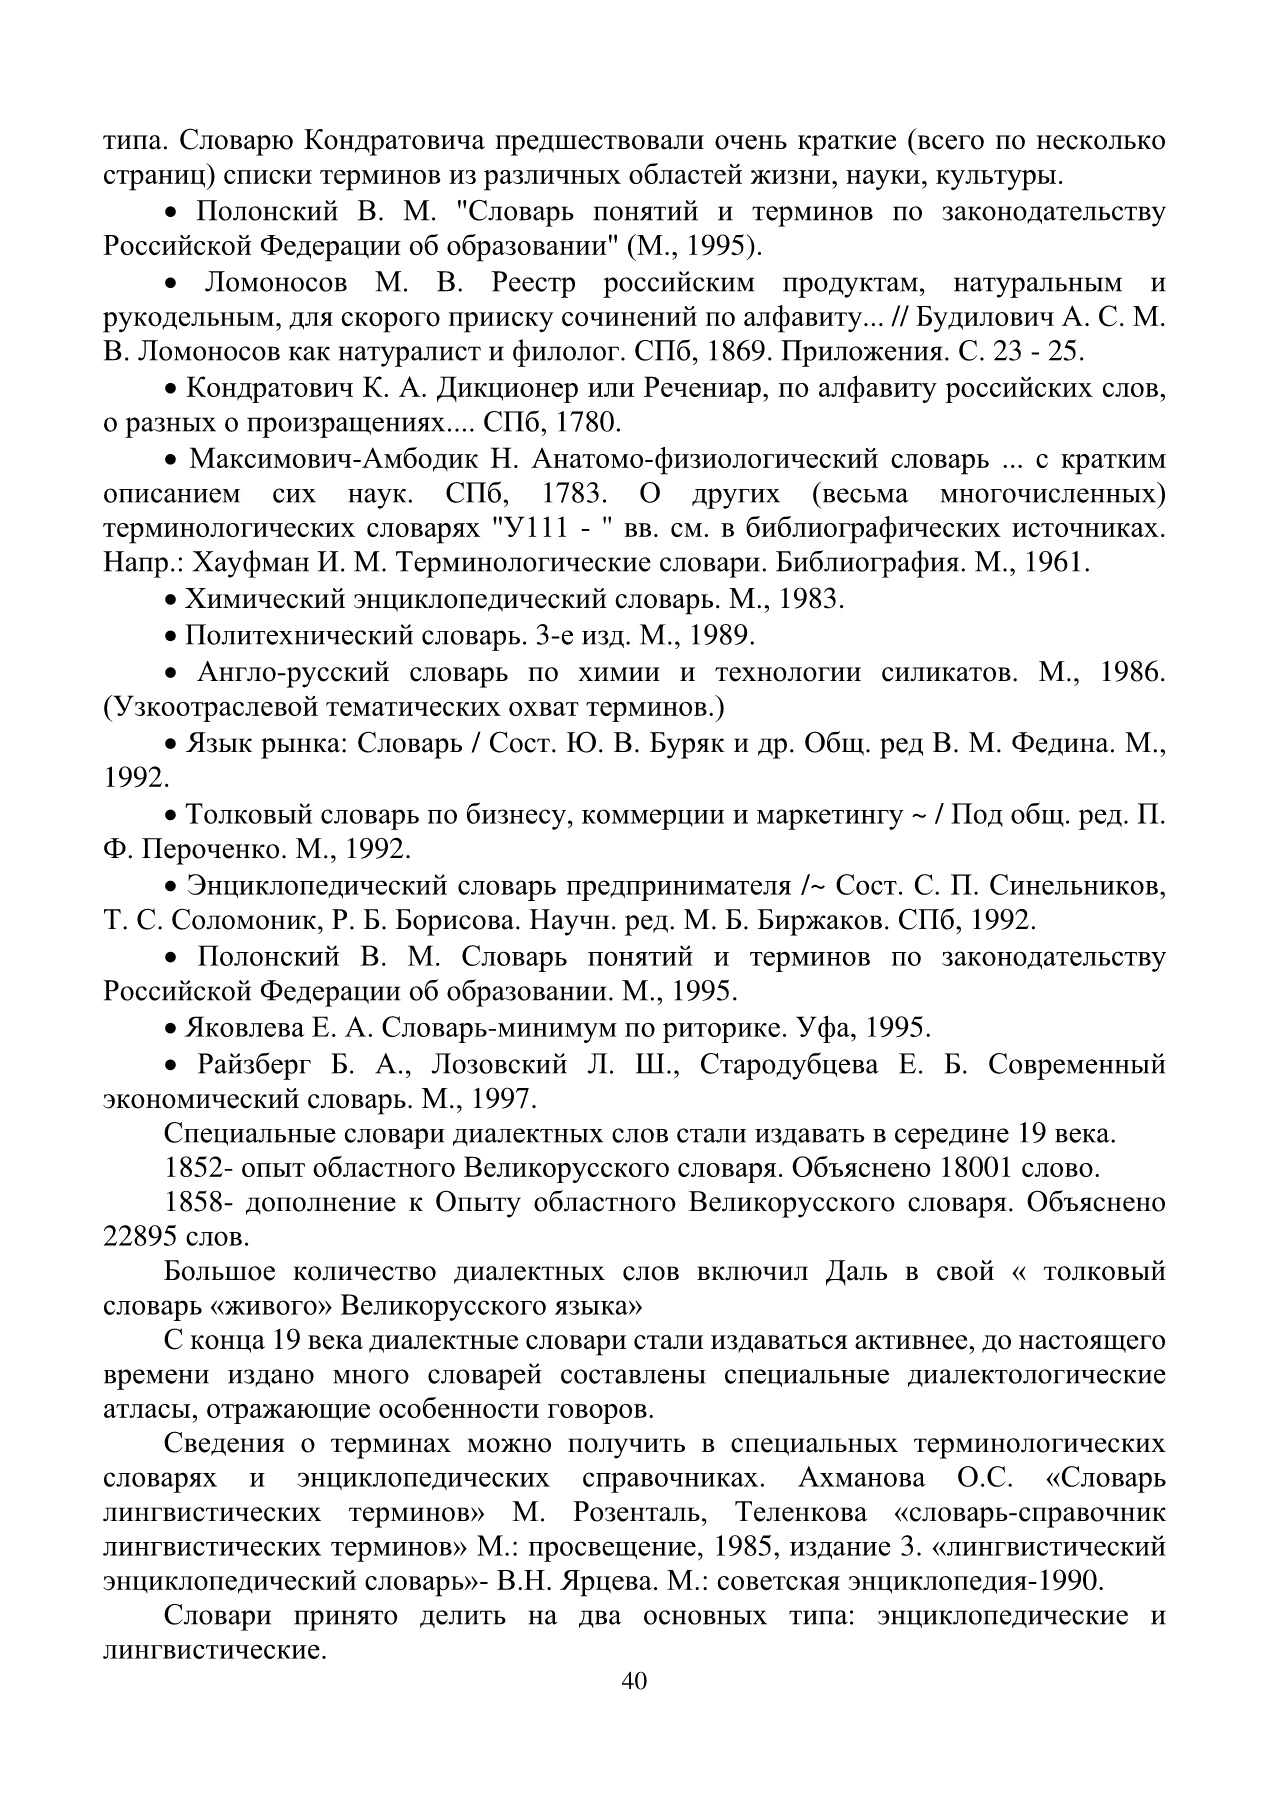 типа. Словарю Кондратовича предшествовали очень краткие (всего по несколько
страниц) списки терминов из различных областей жизни, науки, культуры.
• Полонский В. М. "Словарь понятий и терминов по законодательству
Российской Федерации об образовании" (М., 1995).
• Ломоносов М. В. Реестр российским продуктам, натуральным и
рукодельным, для скорого прииску сочинений по алфавиту... // Будилович А. С. М.
В. Ломоносов как натуралист и филолог. СПб, 1869. Приложения. С. 23 - 25.
• Кондратович К. А. Дикционер или Речениар, по алфавиту российских слов,
о разных о произращениях.... СПб, 1780.
• Максимович-Амбодик Н. Анатомо-физиологический словарь ... с кратким
описанием сих наук. СПб, 1783. О других (весьма многочисленных)
терминологических словарях "У111 - " вв. см. в библиографических источниках.
Напр.: Хауфман И. М. Терминологические словари. Библиография. М., 1961.
• Химический энциклопедический словарь. М., 1983.
• Политехнический словарь. 3-е изд. М., 1989.
• Англо-русский словарь по химии и технологии силикатов. М., 1986.
(Узкоотраслевой тематических охват терминов.)
• Язык рынка: Словарь / Сост. Ю. В. Буряк и др. Общ. ред В. М. Федина. М.,
1992.
• Толковый словарь по бизнесу, коммерции и маркетингу ~ / Под общ. ред. П.
Ф. Пероченко. М., 1992.
• Энциклопедический словарь предпринимателя /~ Сост. С. П. Синельников,
Т. С. Соломоник, Р. Б. Борисова. Научн. ред. М. Б. Биржаков. СПб, 1992.
• Полонский В. М. Словарь понятий и терминов по законодательству
Российской Федерации об образовании. М., 1995.
• Яковлева Е. А. Словарь-минимум по риторике. Уфа, 1995.
• Райзберг Б. А., Лозовский Л. Ш., Стародубцева Е. Б. Современный
экономический словарь. М., 1997.
Специальные словари диалектных слов стали издавать в середине 19 века.
1852- опыт областного Великорусского словаря. Объяснено 18001 слово.
1858- дополнение к Опыту областного Великорусского словаря. Объяснено
22895 слов.
Большое количество диалектных слов включил Даль в свой « толковый
словарь «живого» Великорусского языка»
С конца 19 века диалектные словари стали издаваться активнее, до настоящего
времени издано много словарей составлены специальные диалектологические
атласы, отражающие особенности говоров.
Сведения о терминах можно получить в специальных терминологических
словарях и энциклопедических справочниках. Ахманова О.С. «Словарь
лингвистических терминов» М. Розенталь, Теленкова «словарь-справочник
лингвистических терминов» М.: просвещение, 1985, издание 3. «лингвистический
энциклопедический словарь»- В.Н. Ярцева. М.: советская энциклопедия-1990.
Словари принято делить на два основных типа: энциклопедические и
лингвистические.
40